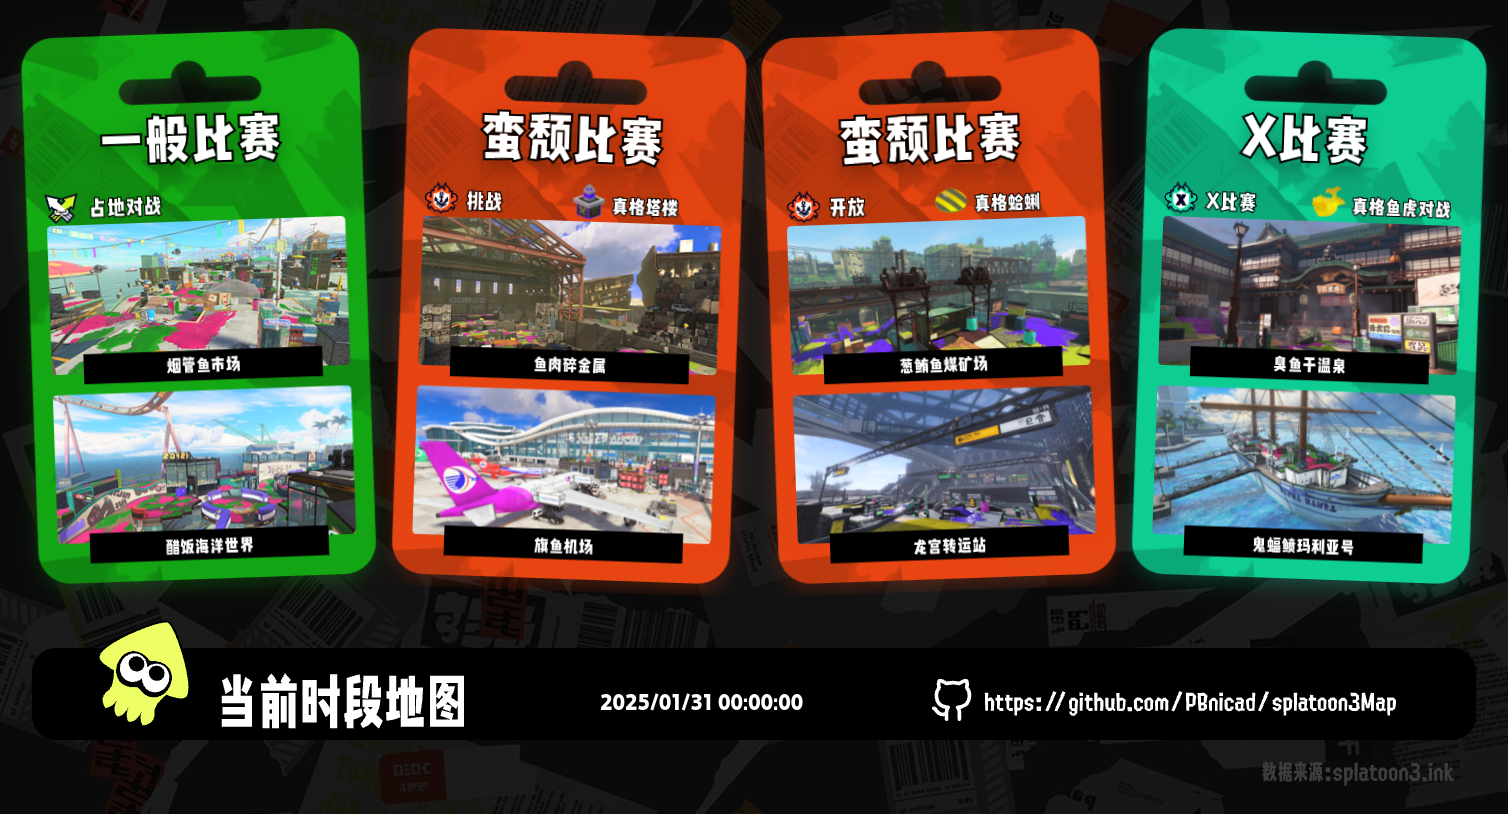 一般比赛
占地对战
烟管鱼市场
醋饭海洋世界
蛮颓比赛
挑战
真格塔楼
鱼肉碎金属
旗鱼机场
蛮颓比赛
开放
真格蛤蜊
葱鲔鱼煤矿场
龙宫转运站
X比赛
X比赛
真格鱼虎对战
臭鱼干温泉
鬼蝠鲼玛利亚号
当前时段地图
2025/01/31 00:00:00
https://github.com/PBnicad/splatoon3Map
数据来源:splatoon3.ink